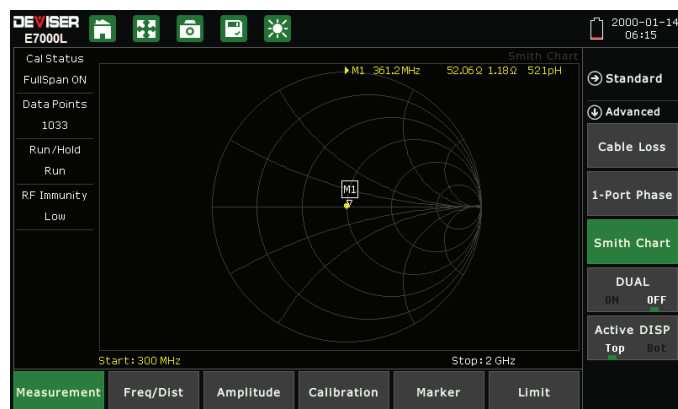 DEVISER
E7000L
2000-01-14
06:15
Cal Status
FullSpan ON
Data Points
1033
Run/Hold
Run
RF Immunity
Low
Smith Chart
M1 361.2MHz 52.06Ω 1.18Ω 521pH
M1
Start:300 MHz
Stop:2 GHz
Standard
Advanced
Cable Loss
1-Port Phase
Smith Chart
DUAL
ON OFF
Active DISP
Top Bot
Measurement
Freq/Dist
Amplitude
Calibration
Marker
Limit